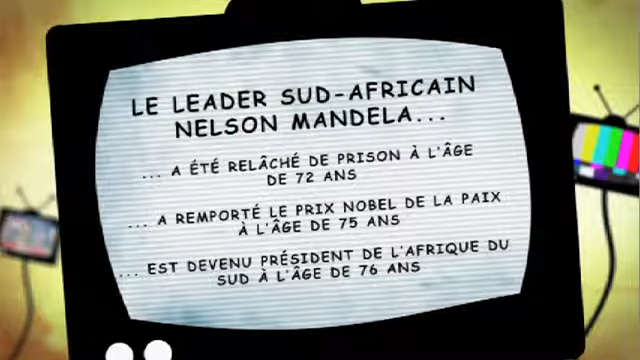 LE LEADER SUD-AFRICAIN
NELSON MANDELA...
... A ÉTÉ RELÂCHÉ DE PRISON À L'ÂGE
DE 72 ANS
... A REMPORTÉ LE PRIX NOBEL DE LA PAIX
À L'ÂGE DE 75 ANS
... EST DEVENU PRÉSIDENT DE L'AFRIQUE DU
SUD À L'ÂGE DE 76 ANS